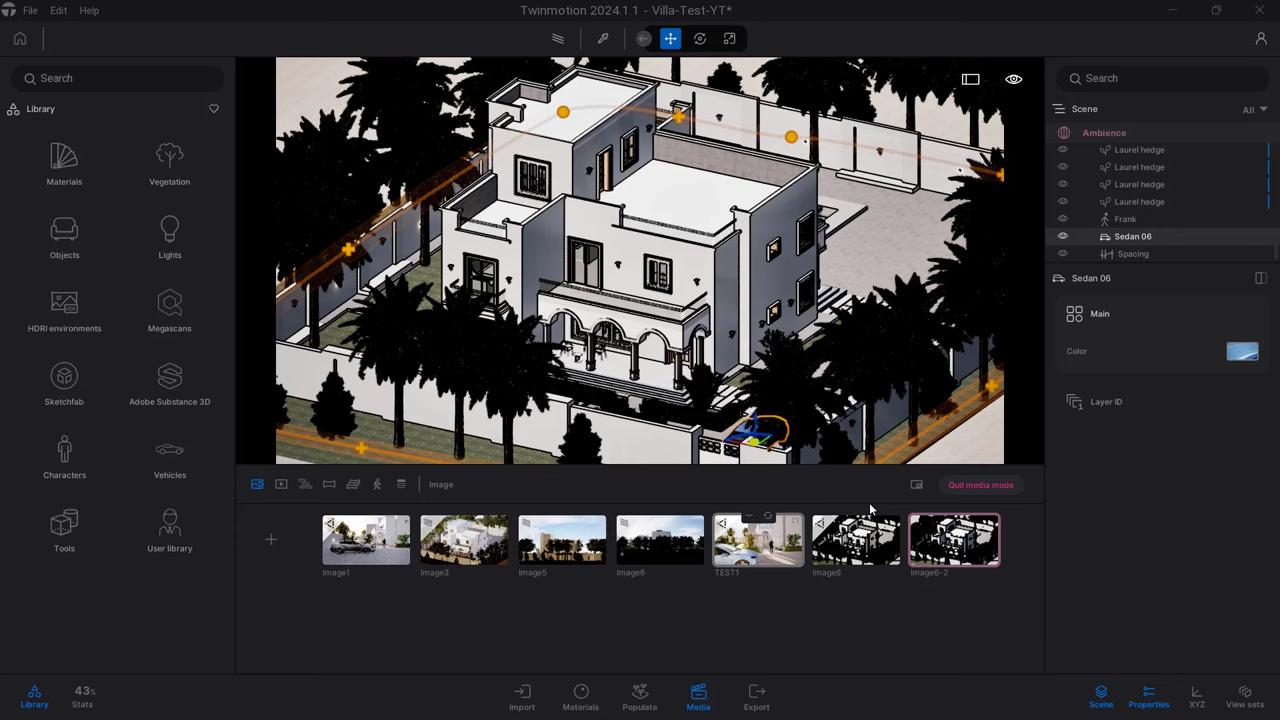 File Edit Help
Twinmotion 2024.1.1 - Villa-Test-YT*
Search
Library
Materials
Vegetation
Objects
Lights
HDRI environments
Megascans
Sketchfab
Adobe Substance 3D
Characters
Vehicles
Tools
User library
Search
Scene
All
Ambience
Laurel hedge
Laurel hedge
Laurel hedge
Laurel hedge
Frank
Sedan 06
Spacing
Sedan 06
Main
Color
Layer ID
Image
Quit media mode
Image1
Image3
Image5
Image6
TEST1
Image6
Image6-2
Library
43%
Stats
Import
Materials
Populate
Media
Export
Scene
Properties
XYZ
View sets